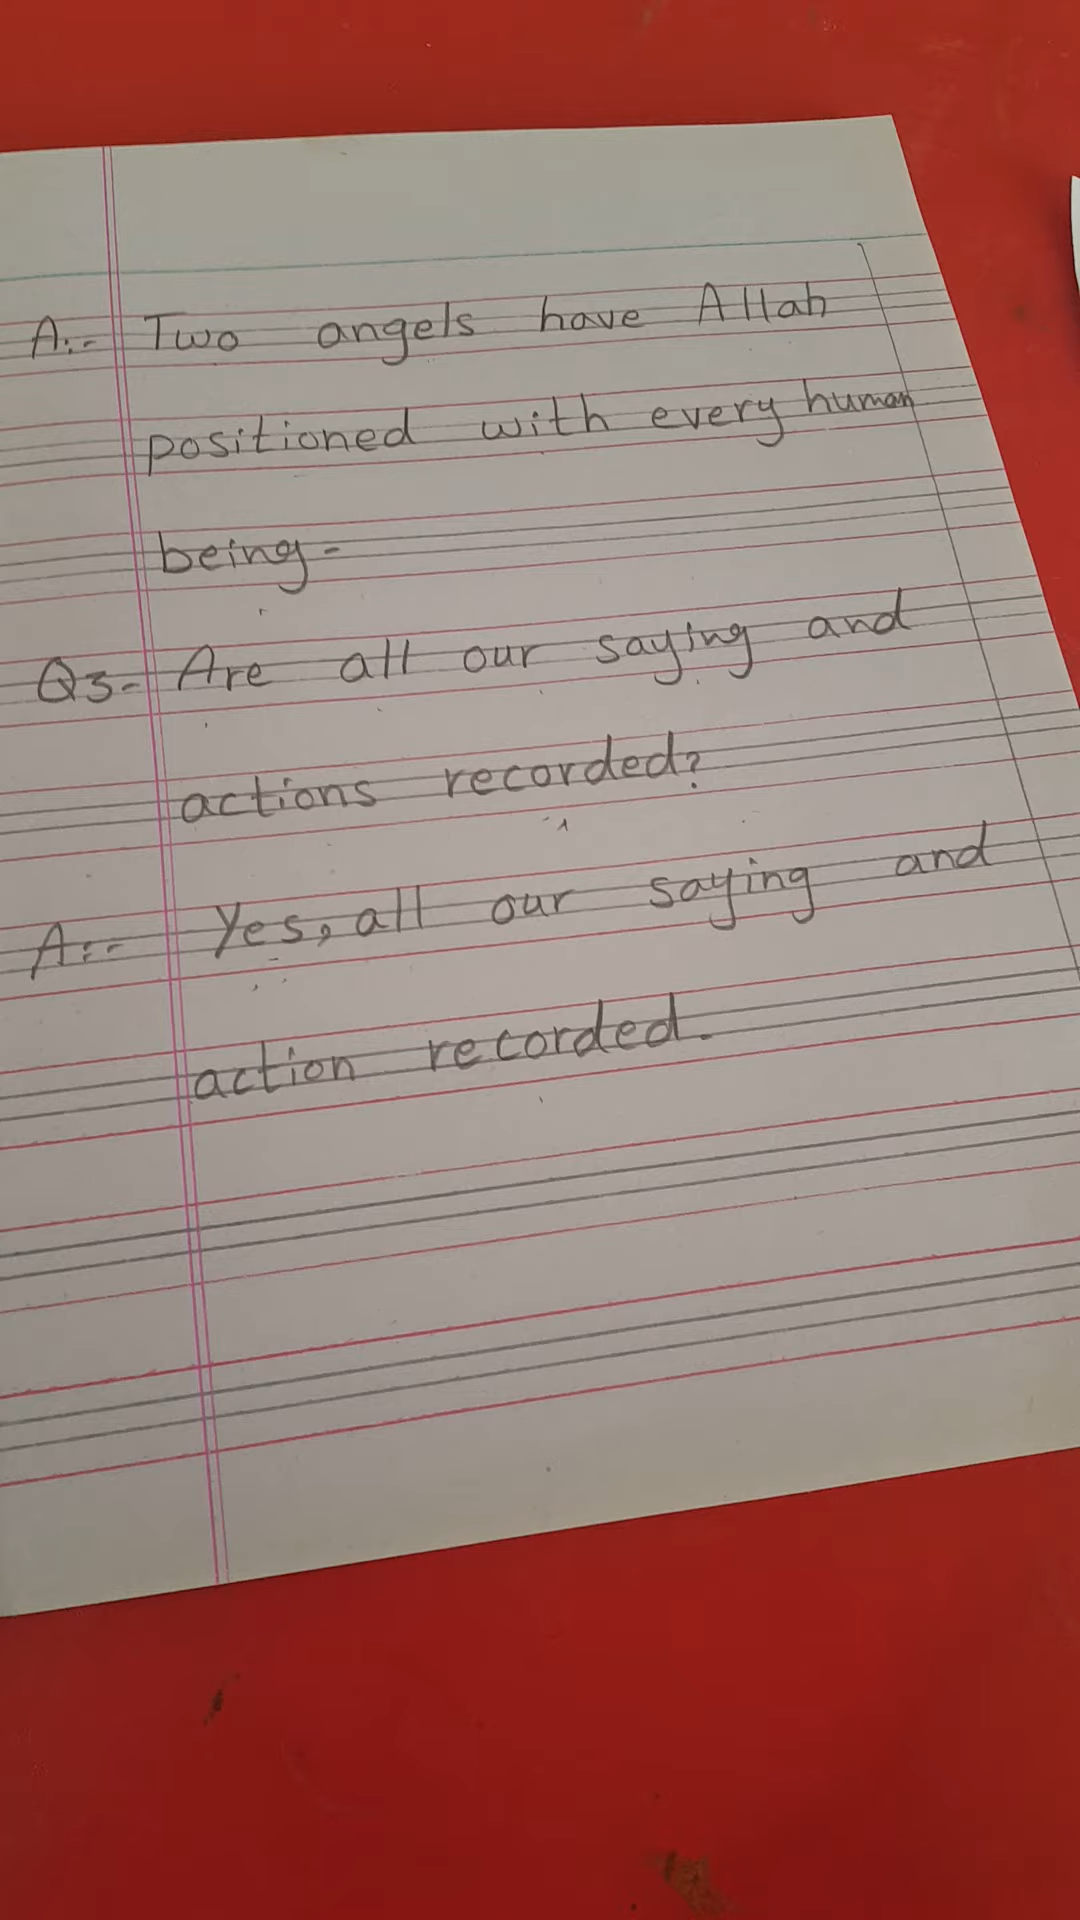 A:- Two angels have Allah
positioned with every human
being-
Q3- Are all our saying and
actions recorded?
A:- Yes, all our saying and
action recorded.